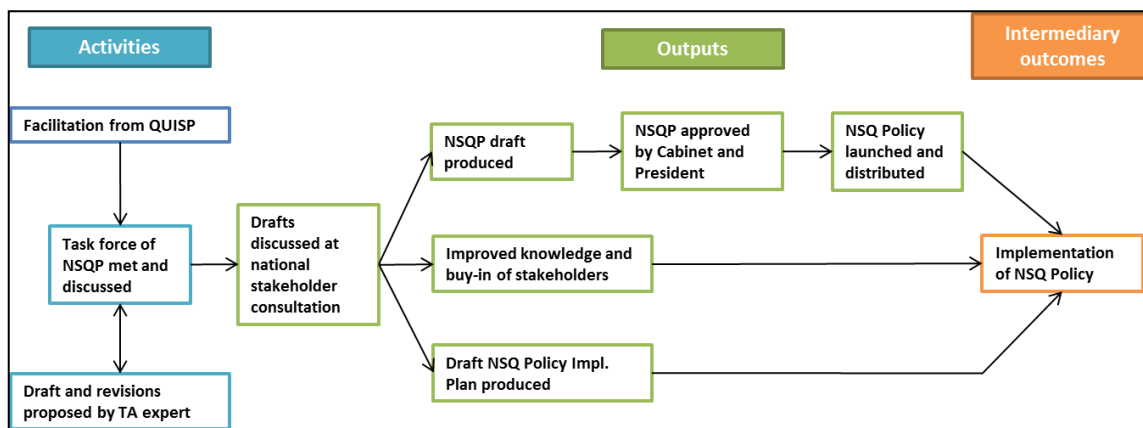 Activities
Outputs
Intermediary
outcomes
Facilitation from QUISP
Task force of
NSQP met and
discussed
Draft and revisions
proposed by TA expert
Drafts
discussed at
national
stakeholder
consultation
NSQP draft
produced
NSQP approved
by Cabinet and
President
NSQ Policy
launched and
distributed
Improved knowledge and
buy-in of stakeholders
Draft NSQ Policy Impl.
Plan produced
Implementation
of NSQ Policy